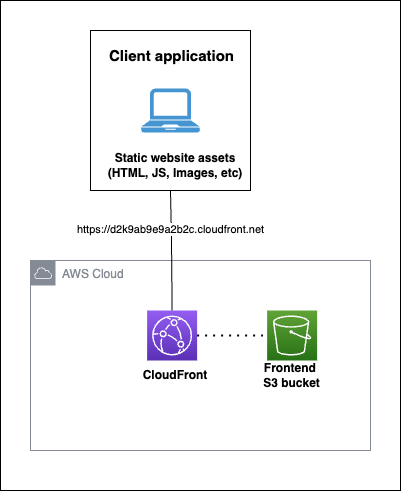 Client application
Static website assets
(HTML, JS, Images, etc)
https://d2k9ab9e9a2b2c.cloudfront.net
AWS Cloud
CloudFront
Frontend
S3 bucket